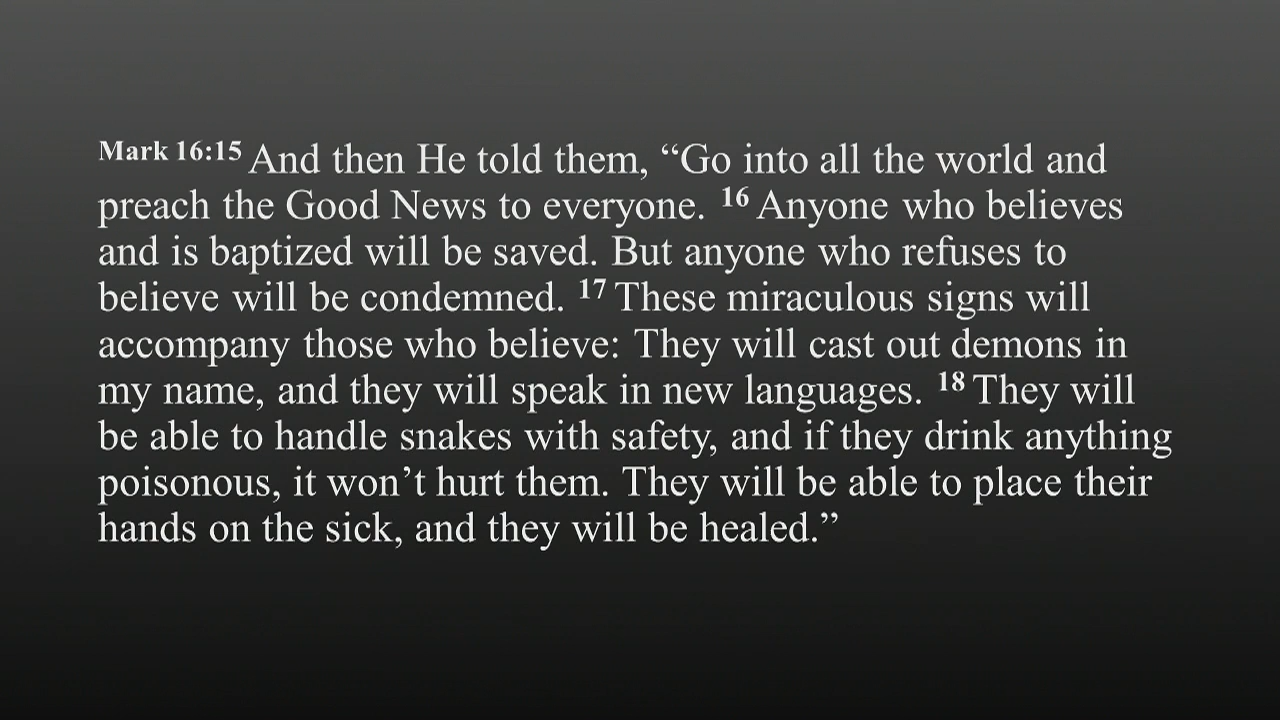 Mark 16:15 And then He told them, “Go into all the world and
preach the Good News to everyone. 16 Anyone who believes
and is baptized will be saved. But anyone who refuses to
believe will be condemned. 17 These miraculous signs will
accompany those who believe: They will cast out demons in
my name, and they will speak in new languages. 18 They will
be able to handle snakes with safety, and if they drink anything
poisonous, it won’t hurt them. They will be able to place their
hands on the sick, and they will be healed.”